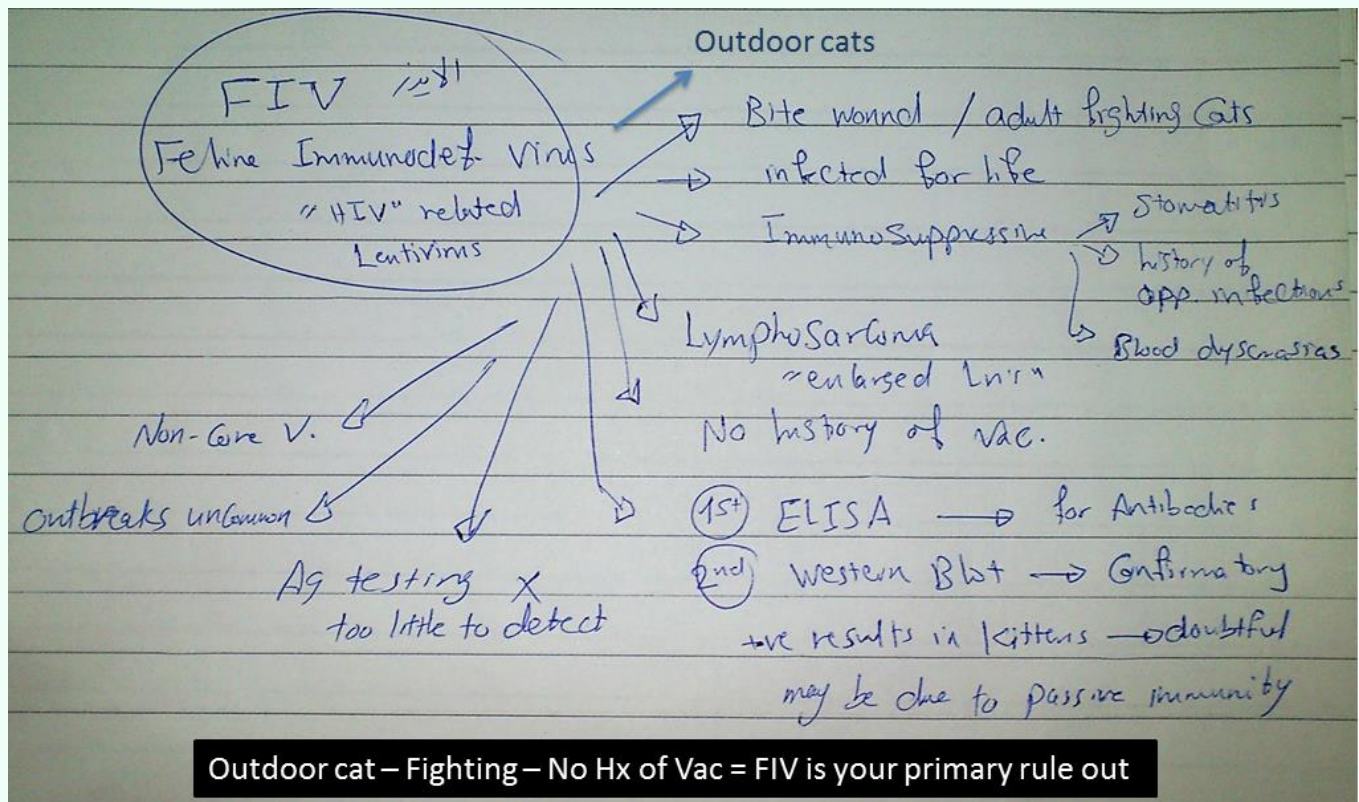 Outdoor cats
FIV الايدز
Feline Immunodef. Virus
"HIV" related
Lentivirus
Bite wound / adult fighting Cats
infected for life
ImmunoSuppressive
Stomatitis
history of
opp. infections
Blood dyscrasias
LymphoSarcoma
"enlarged Ln's"
No history of Vac.
1st ELISA → for Antibodies
2nd Western Blot → Confirmatory
+ve results in Kittens → doubtful
may be due to passive immunity
Non-Core V.
Outbreaks unCommon
Ag testing X
too little to detect
Outdoor cat – Fighting – No Hx of Vac = FIV is your primary rule out